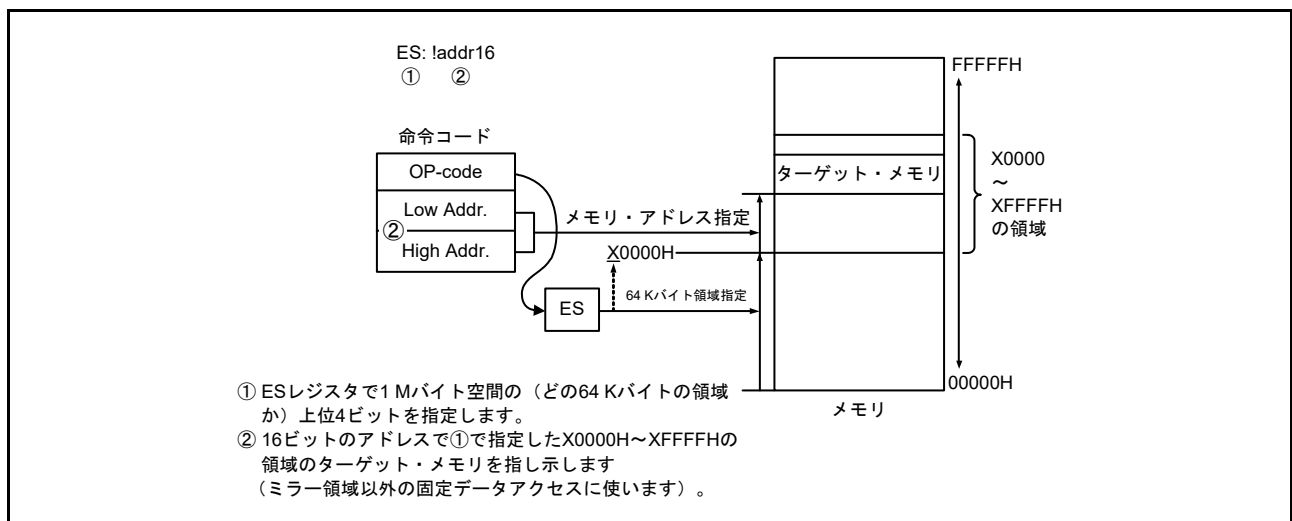 ES: !addr16
① ②
命令コード
OP-code
Low Addr.
②
High Addr.
メモリ・アドレス指定
X0000H
64 Kバイト領域指定
ES
FFFFFH
ターゲット・メモリ
X0000
～
XFFFFH
の領域
00000H
メモリ
① ESレジスタで1 Mバイト空間の（どの64 Kバイトの領域
か）上位4ビットを指定します。
② 16ビットのアドレスで①で指定したX0000H～XFFFFHの
領域のターゲット・メモリを指し示します
（ミラー領域以外の固定データアクセスに使います）。